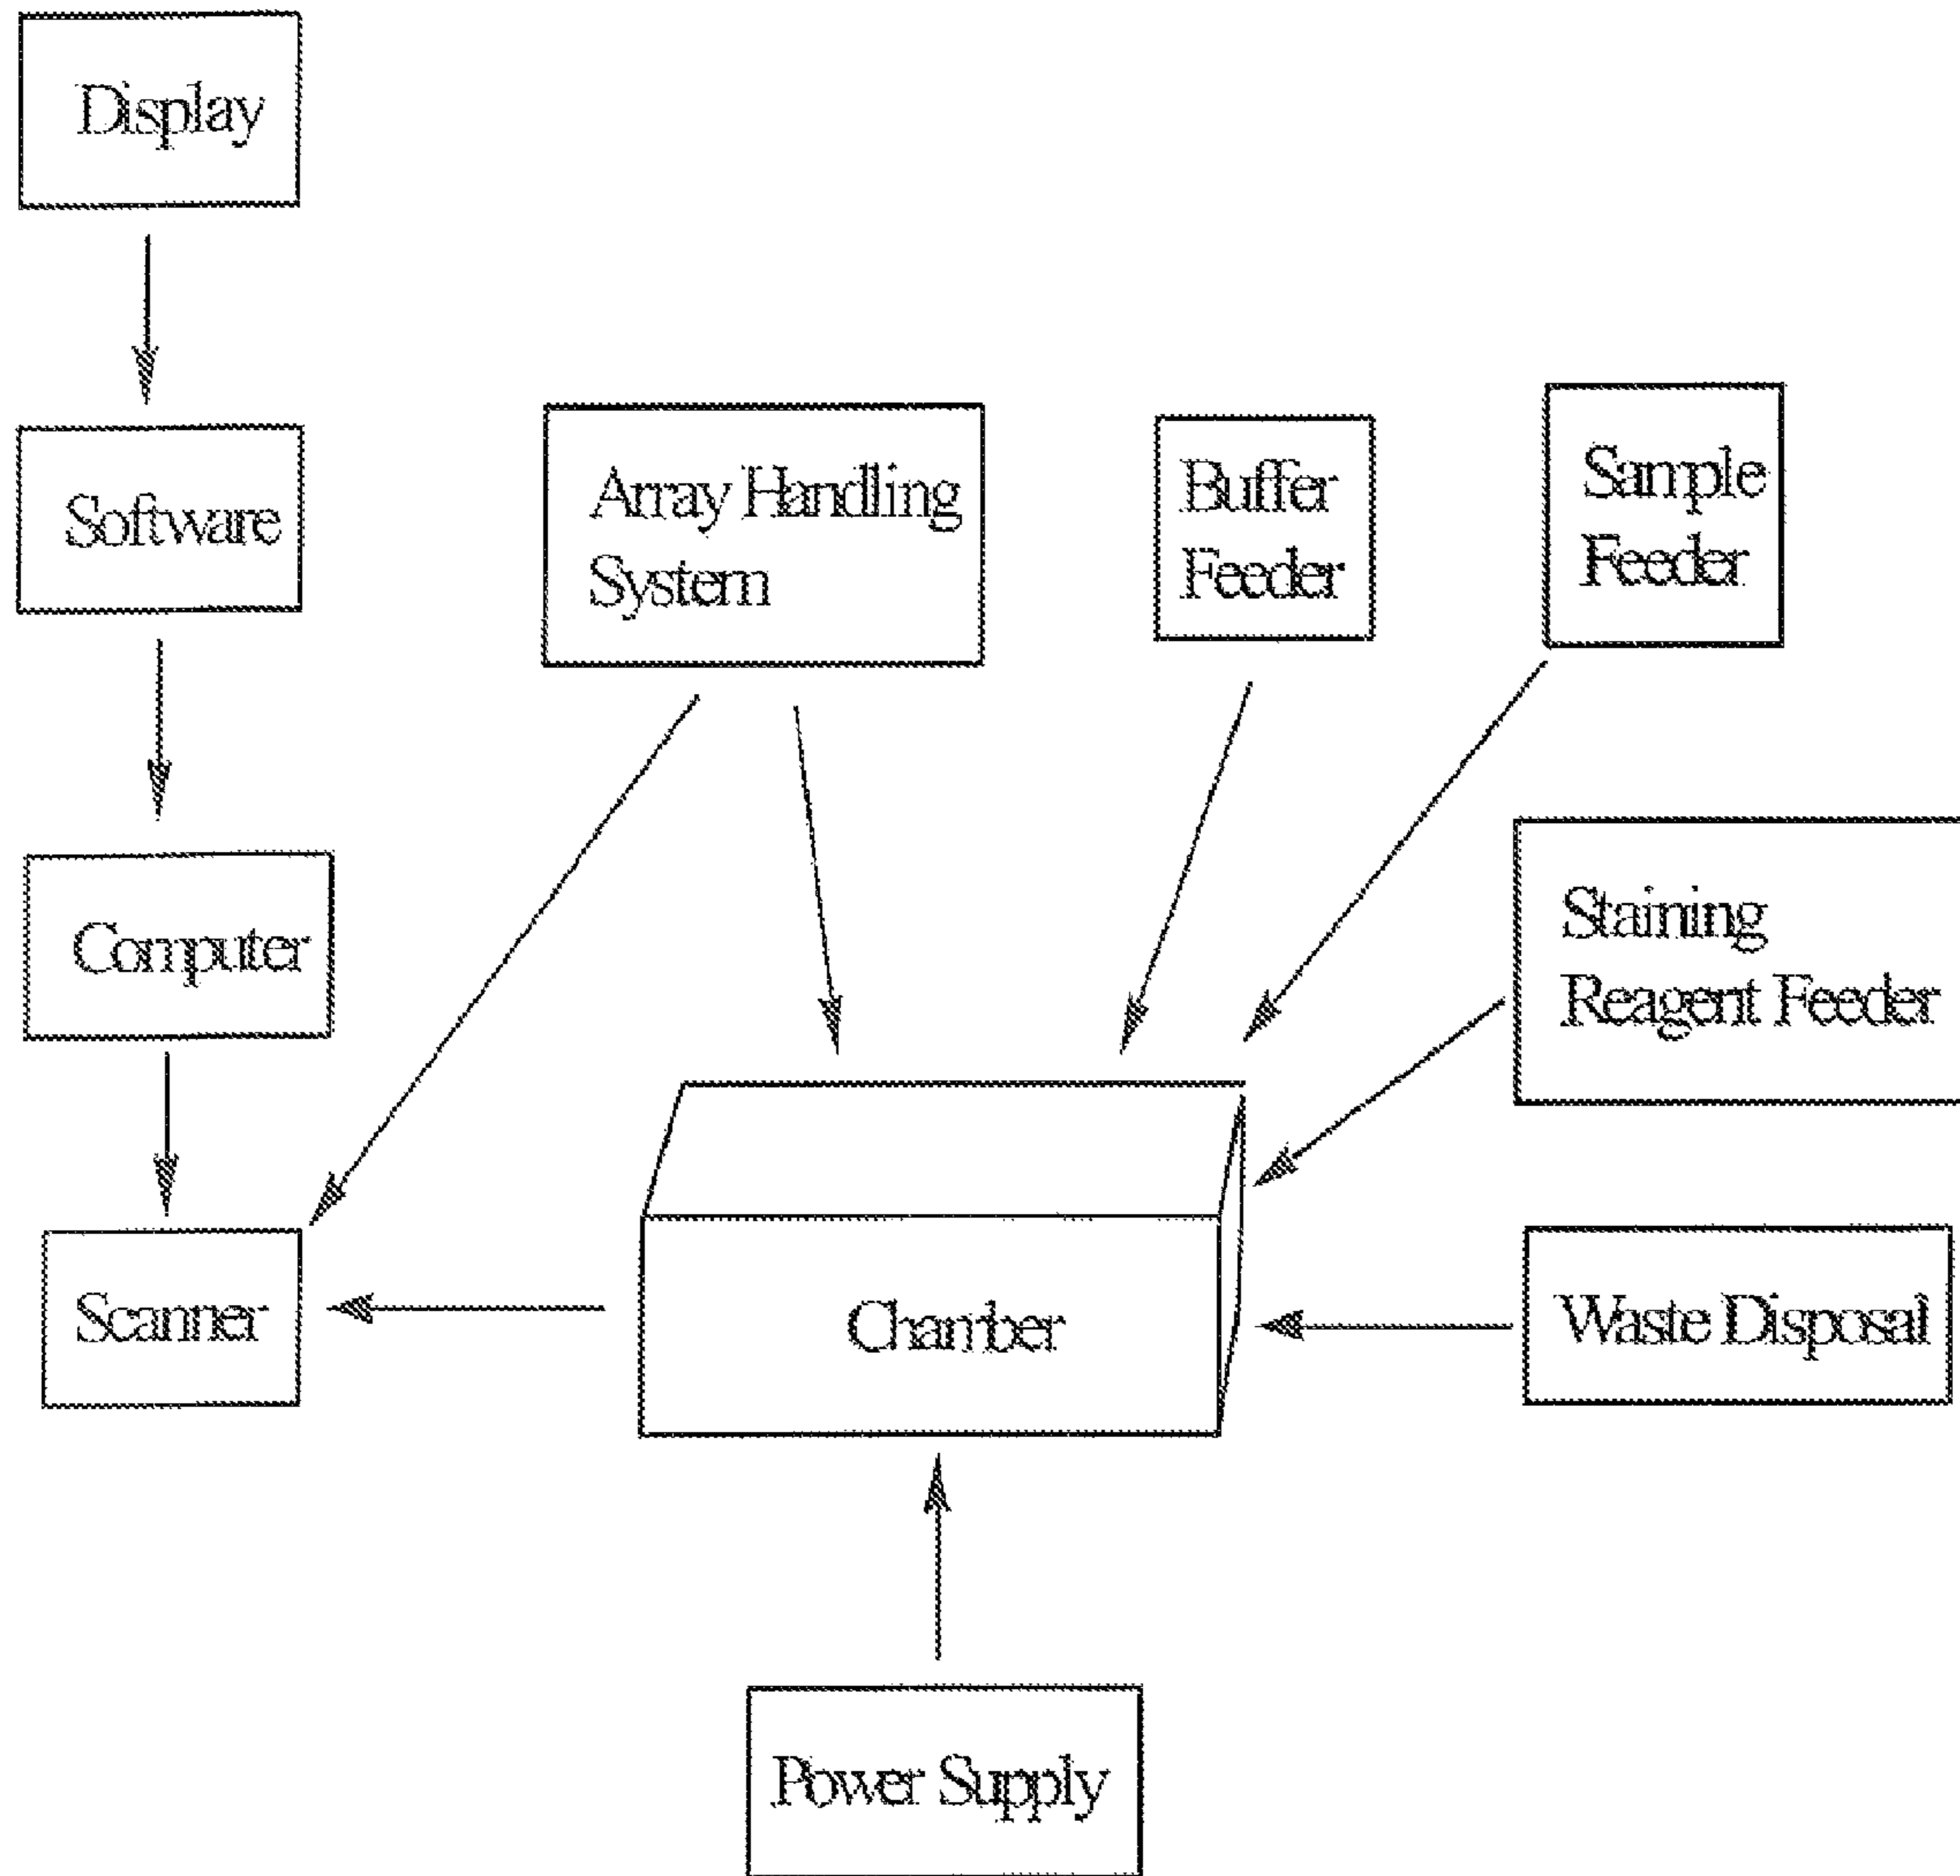 Display
Software
Array Handling
System
Buffer
Feeder
Sample
Feeder
Computer
Staining
Reagent Feeder
Scanner
Chamber
Waste Disposal
Power Supply